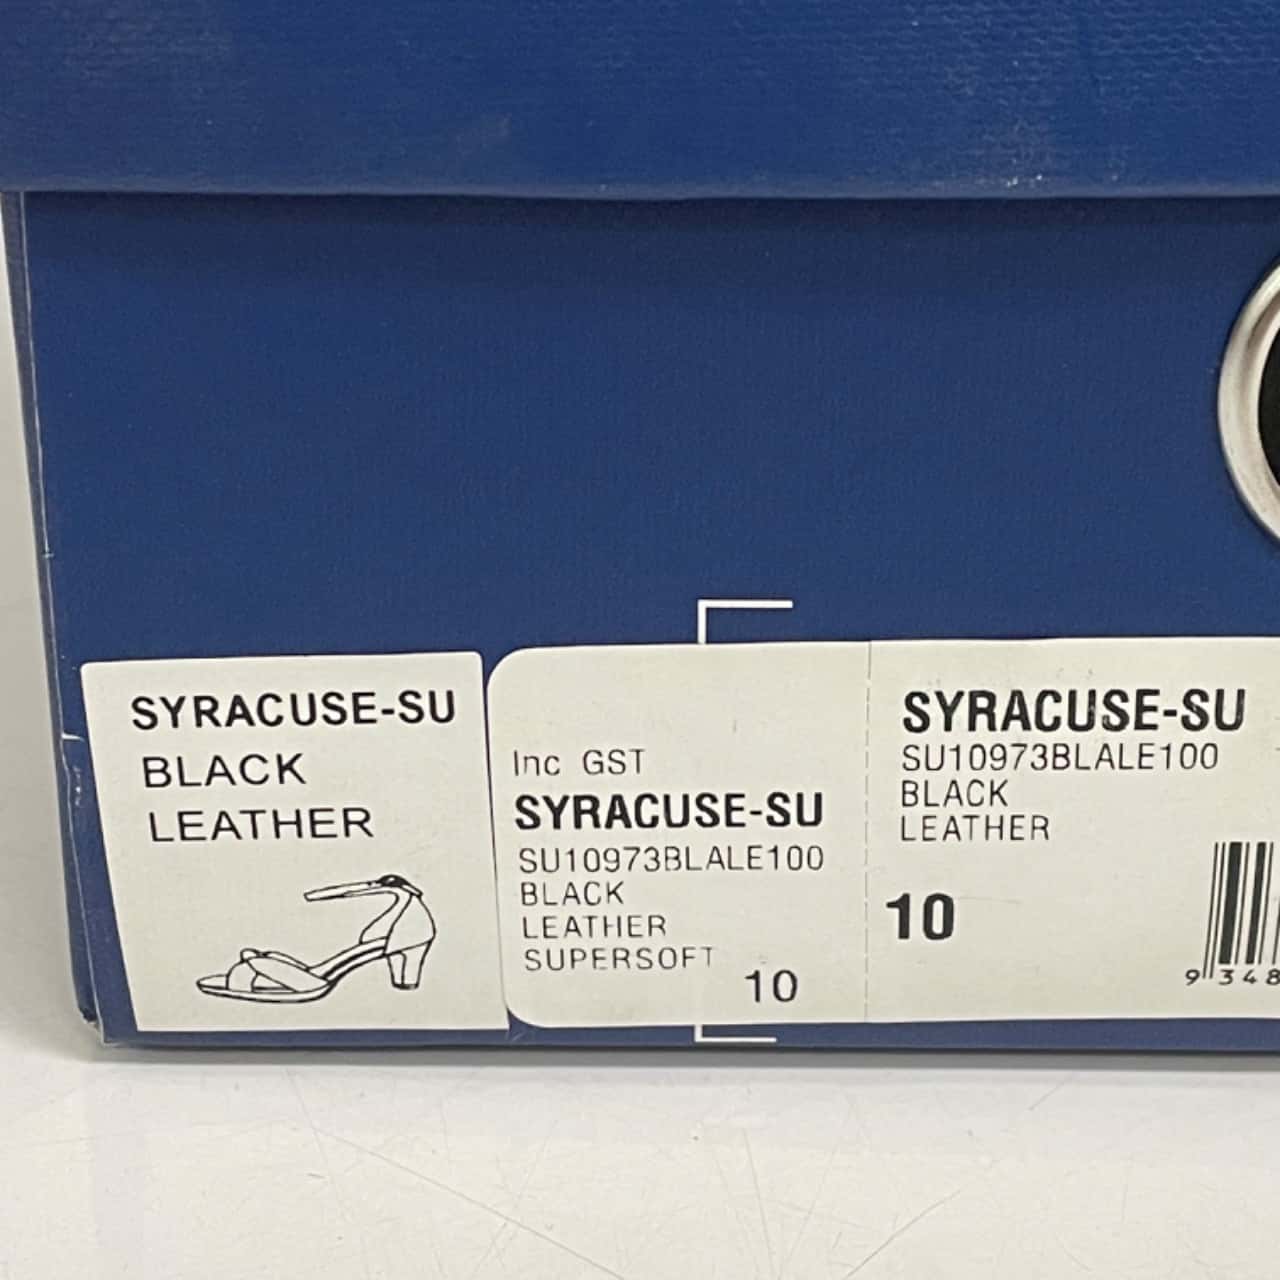 SYRACUSE-SU
BLACK
LEATHER
Inc GST
SYRACUSE-SU
SU10973BLALE100
BLACK
LEATHER
SUPERSOFT
10
SYRACUSE-SU
SU10973BLALE100
BLACK
LEATHER
10
9 348